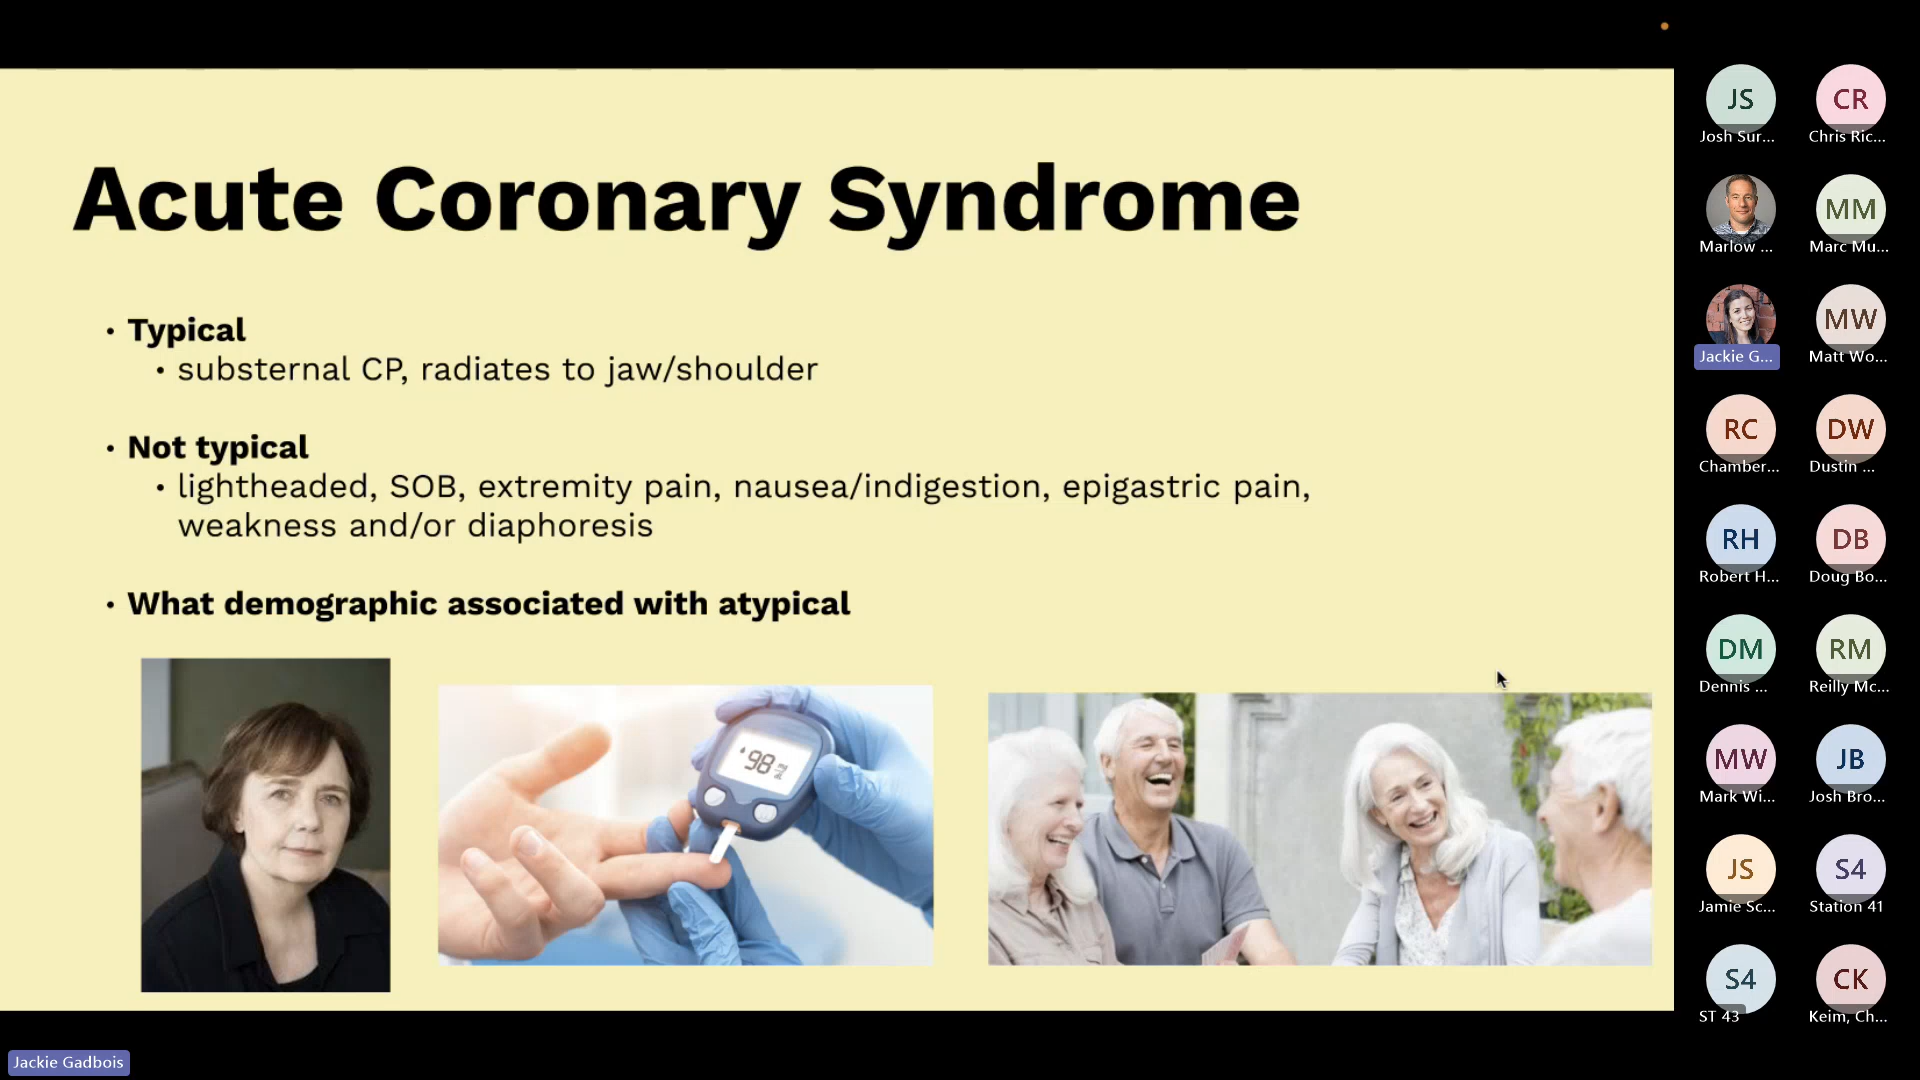 Acute Coronary Syndrome
• Typical
• substernal CP, radiates to jaw/shoulder
• Not typical
• lightheaded, SOB, extremity pain, nausea/indigestion, epigastric pain,
weakness and/or diaphoresis
• What demographic associated with atypical
98 mg
dL
JS
Josh Sur...
CR
Chris Ric...
Marlow ...
MM
Marc Mu...
Jackie G...
MW
Matt Wo...
RC
Chamber...
DW
Dustin ...
RH
Robert H...
DB
Doug Bo...
DM
Dennis ...
RM
Reilly Mc...
MW
Mark Wi...
JB
Josh Bro...
JS
Jamie Sc...
S4
Station 41
S4
ST 43
CK
Keim, Ch...
Jackie Gadbois